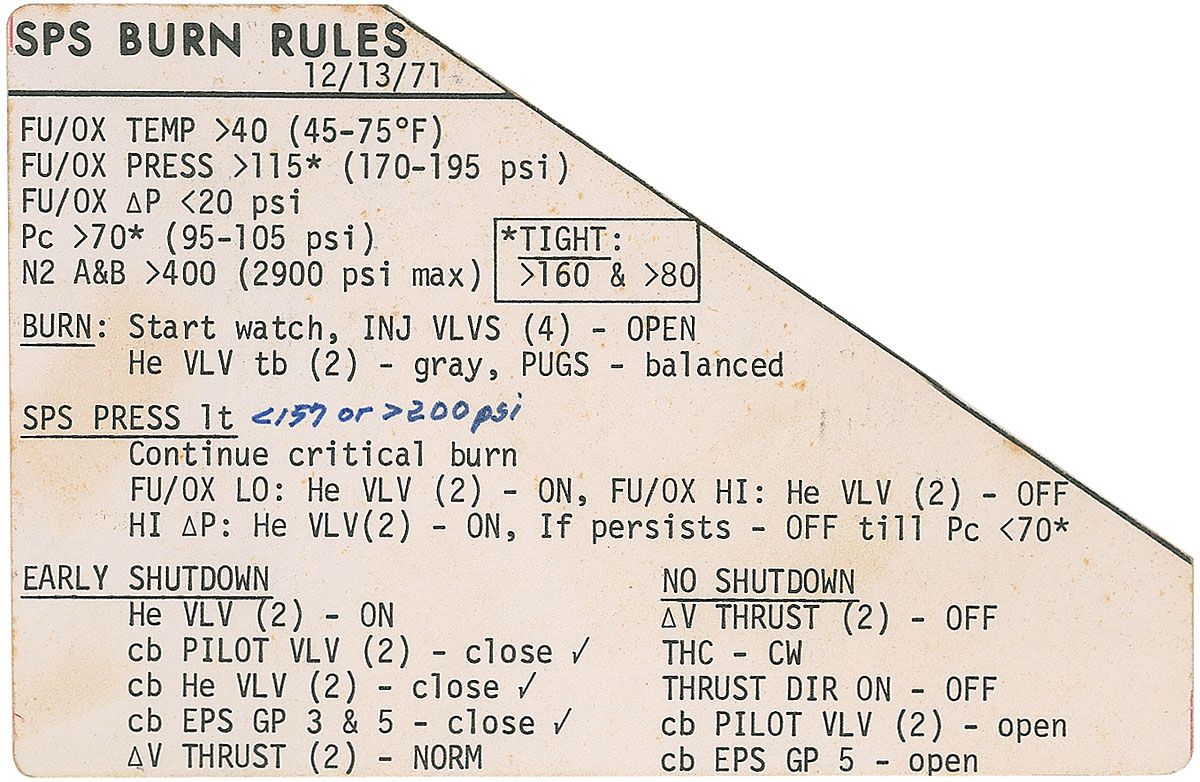 SPS BURN RULES
12/13/71
FU/OX TEMP >40 (45-75°F)
FU/OX PRESS >115* (170-195 psi)
FU/OX ΔP <20 psi
Pc >70* (95-105 psi)
N2 A&B >400 (2900 psi max)
*TIGHT:
>160 & >80
BURN: Start watch, INJ VLVS (4) - OPEN
He VLV tb (2) - gray, PUGS - balanced
SPS PRESS lt <157 or >200 psi
Continue critical burn
FU/OX LO: He VLV (2) - ON, FU/OX HI: He VLV (2) - OFF
HI ΔP: He VLV(2) - ON, If persists - OFF till Pc <70*
EARLY SHUTDOWN
He VLV (2) - ON
cb PILOT VLV (2) - close ✓
cb He VLV (2) - close ✓
cb EPS GP 3 & 5 - close ✓
ΔV THRUST (2) - NORM
NO SHUTDOWN
ΔV THRUST (2) - OFF
THC - CW
THRUST DIR ON - OFF
cb PILOT VLV (2) - open
cb EPS GP 5 - open